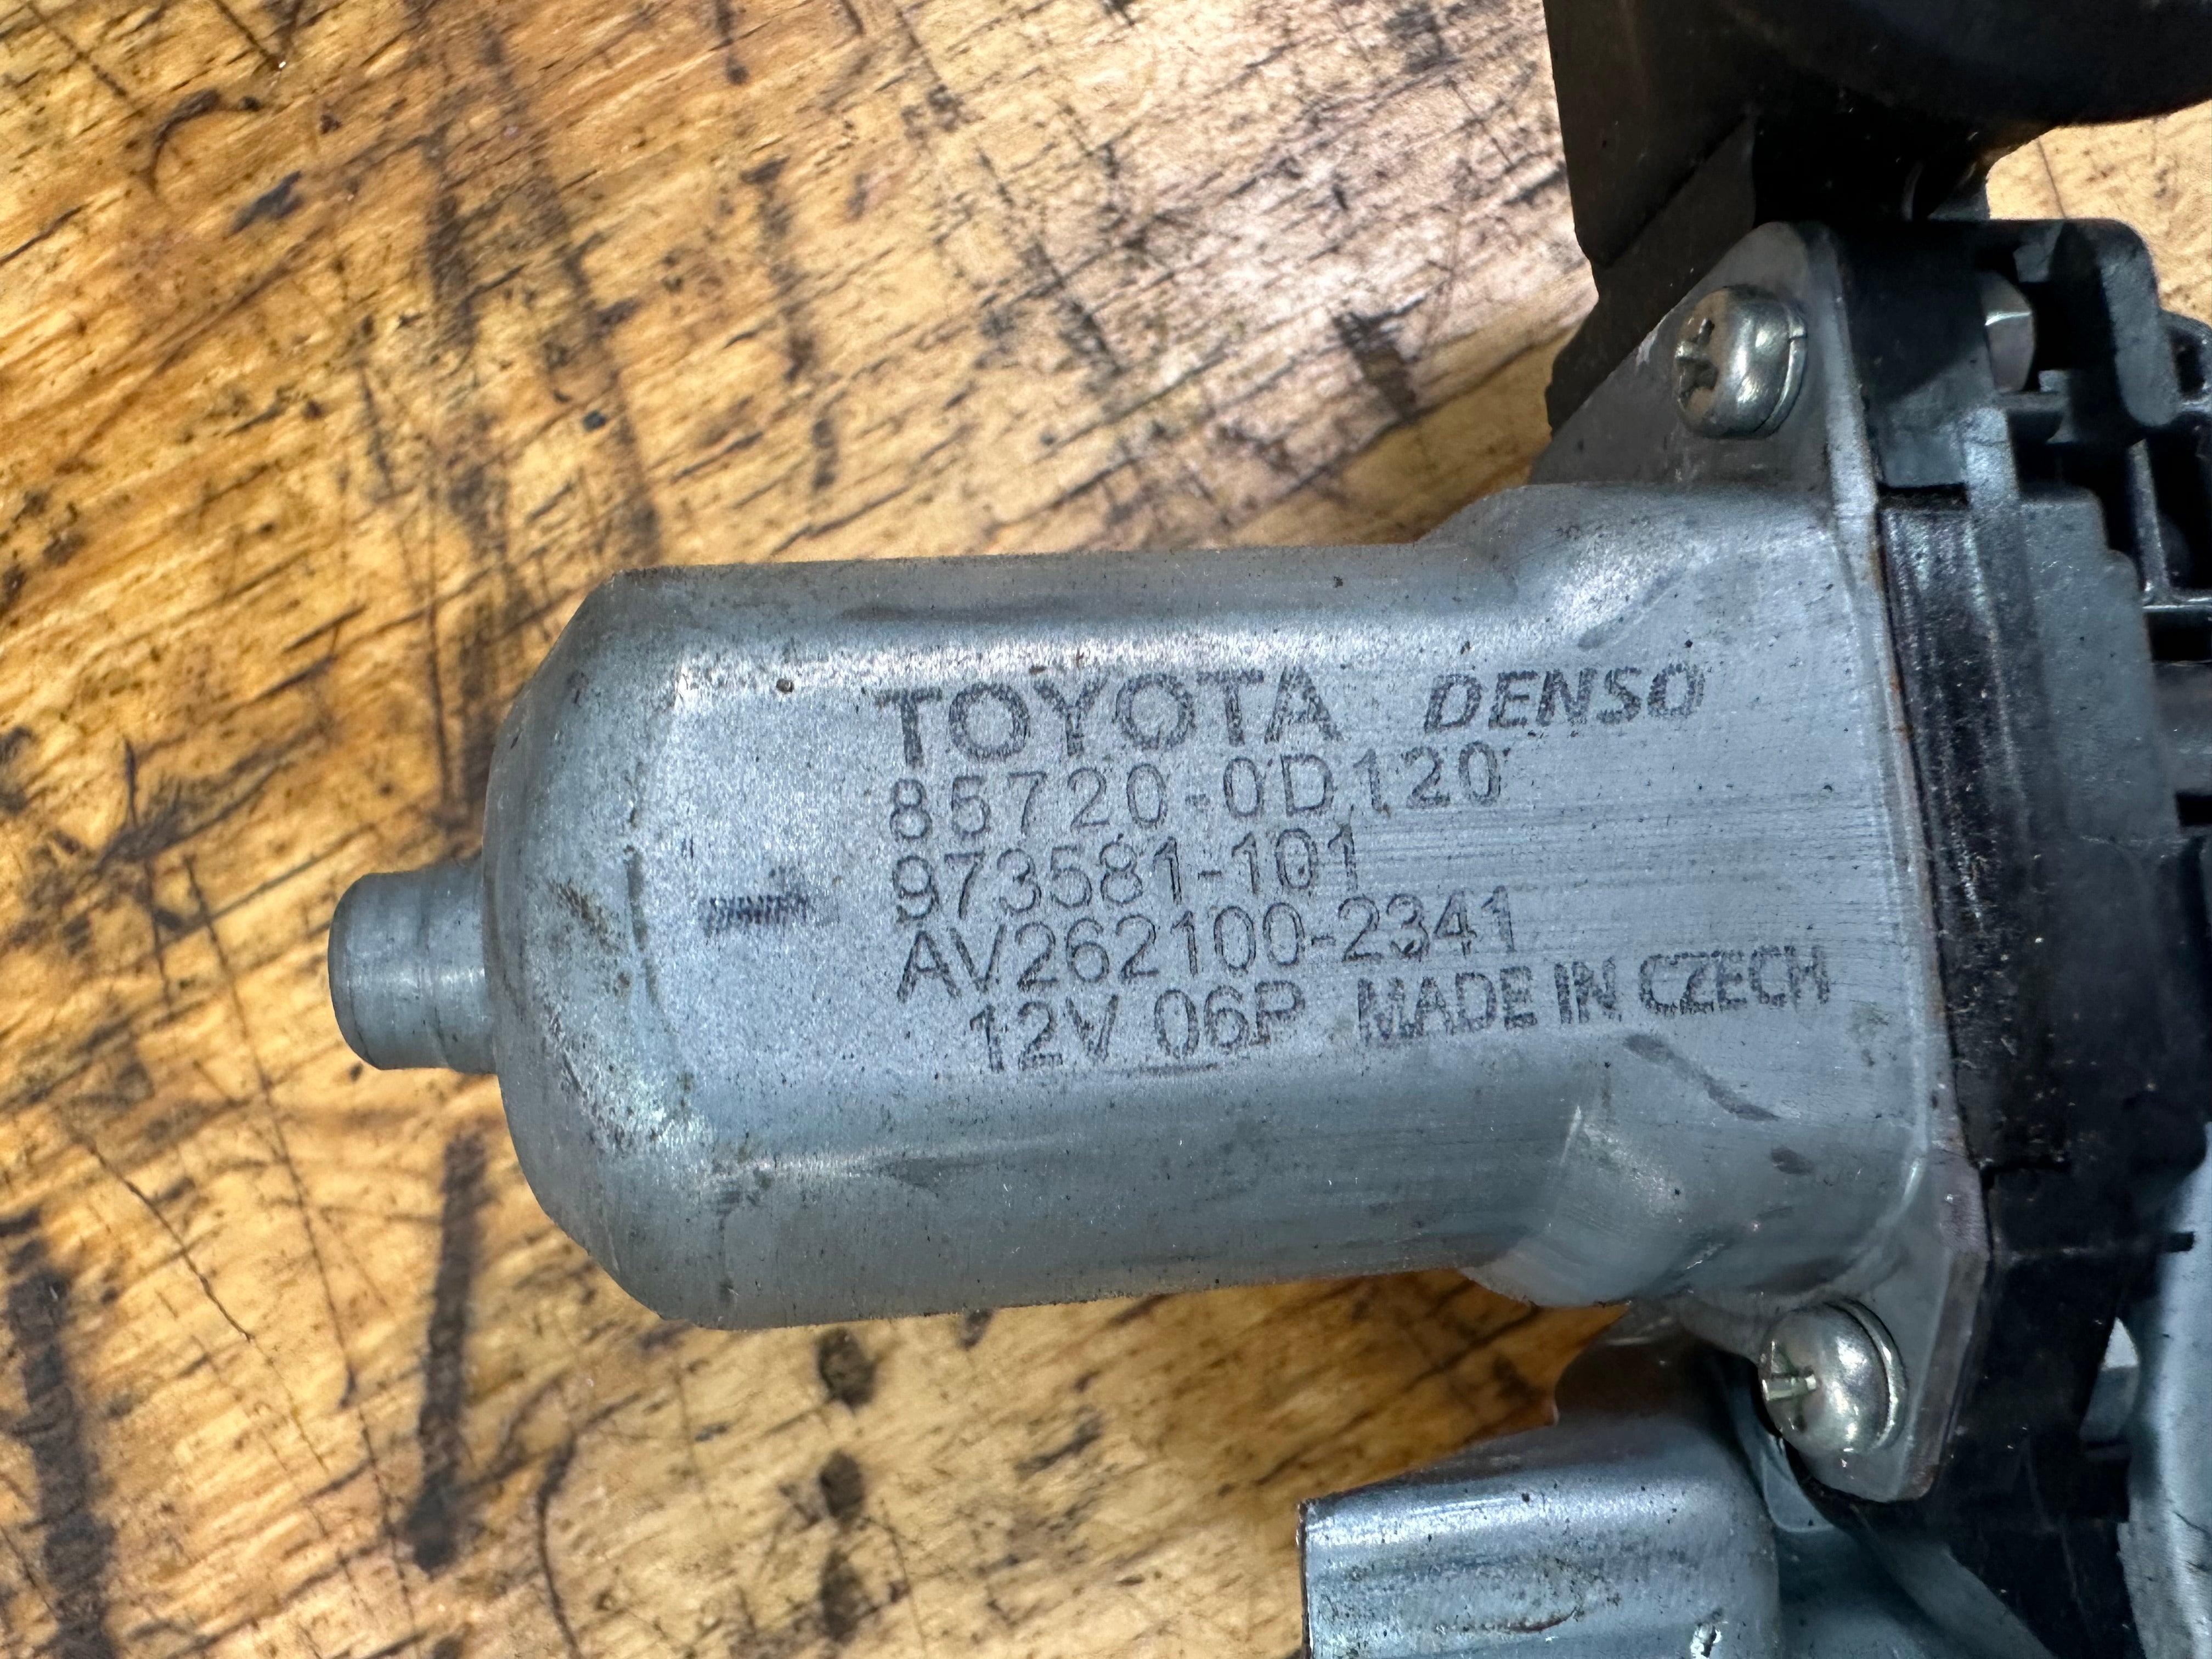 TOYOTA DENSO
85720-0D120
973581-101
AV262100-2341
12V 06P MADE IN CZECH